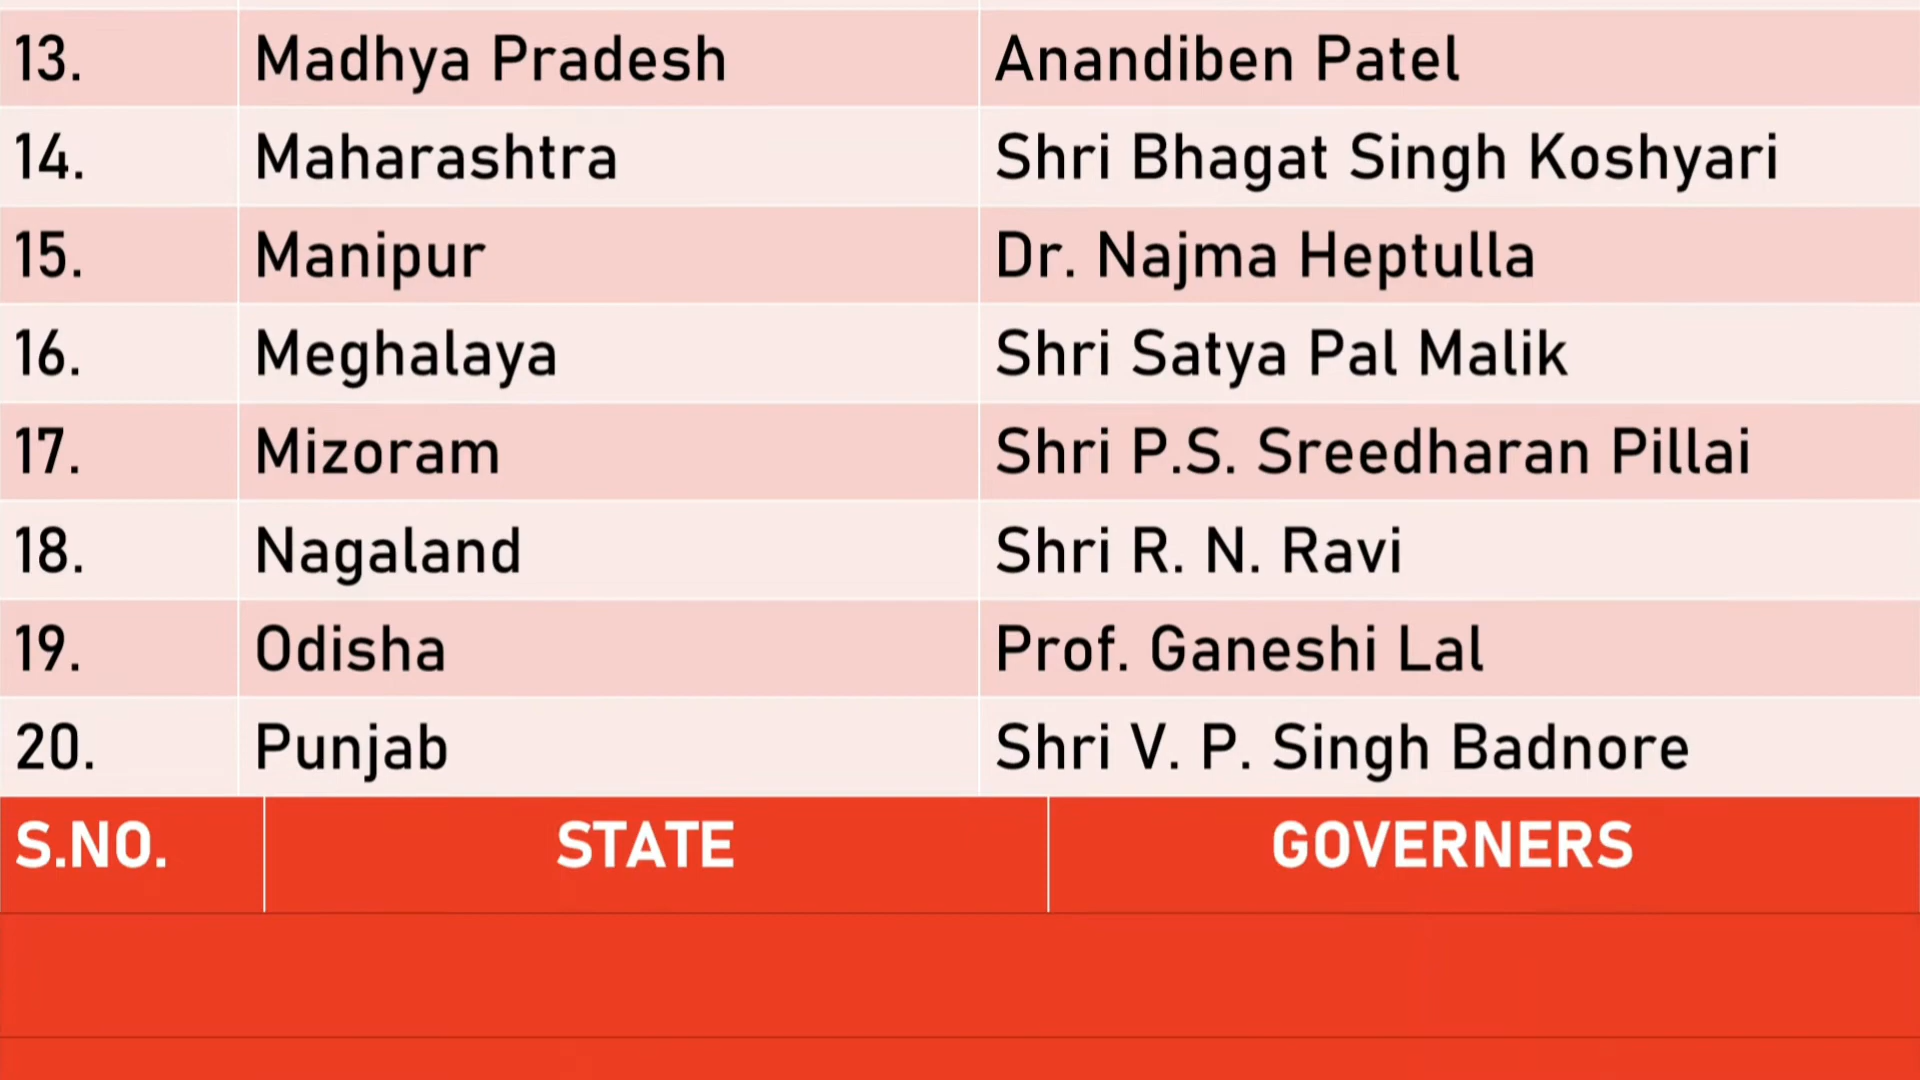 13. Madhya Pradesh Anandiben Patel
14. Maharashtra Shri Bhagat Singh Koshyari
15. Manipur Dr. Najma Heptulla
16. Meghalaya Shri Satya Pal Malik
17. Mizoram Shri P.S. Sreedharan Pillai
18. Nagaland Shri R. N. Ravi
19. Odisha Prof. Ganeshi Lal
20. Punjab Shri V. P. Singh Badnore
S.NO. STATE GOVERNERS